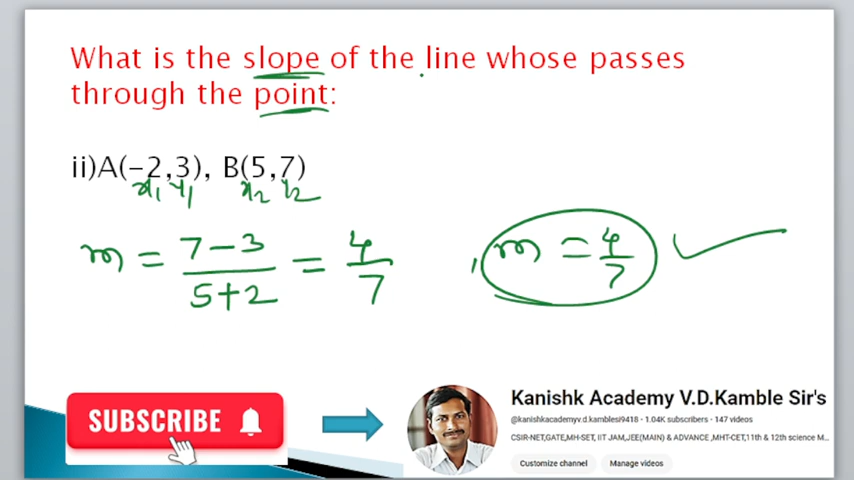 What is the slope of the line whose passes
through the point:
ii)A(−2,3), B(5,7)
x₁ y₁ x₂ y₂
m = 7−3/5+2 = 4/7
, m = 4/7
SUBSCRIBE
Kanishk Academy V.D.Kamble Sir's
@kanishkacademyv.d.kamblesi9418 · 1.04K subscribers · 147 videos
CSIR-NET,GATE,MH-SET, IIT JAM,JEE(MAIN) & ADVANCE ,MHT-CET,11th & 12th science M...
Customize channel
Manage videos